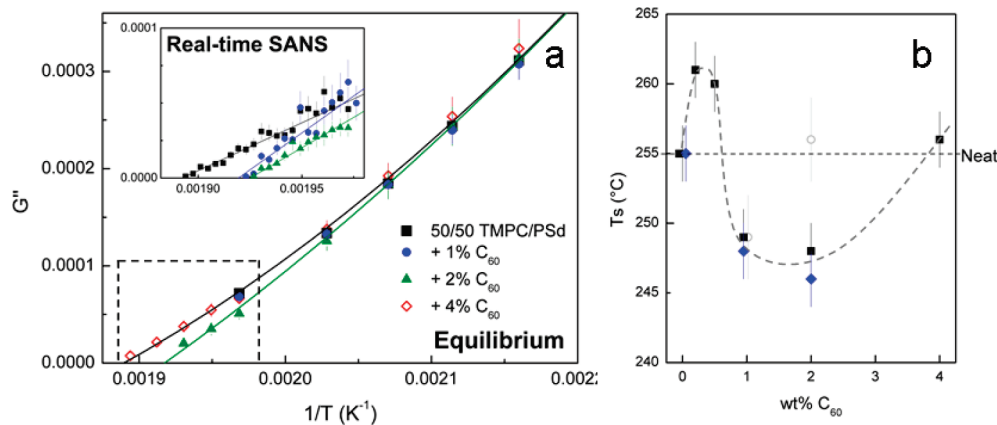 a
Real-time SANS
0.0001
0.0000
0.00190
0.00195
G''
0.0003
0.0002
0.0001
0.0000
50/50 TMPC/PSd
+ 1% C60
+ 2% C60
+ 4% C60
Equilibrium
0.0019
0.0020
0.0021
0.0022
1/T (K-1)
b
Ts (°C)
260
255
250
245
240
Neat
0
1
2
3
4
wt% C60